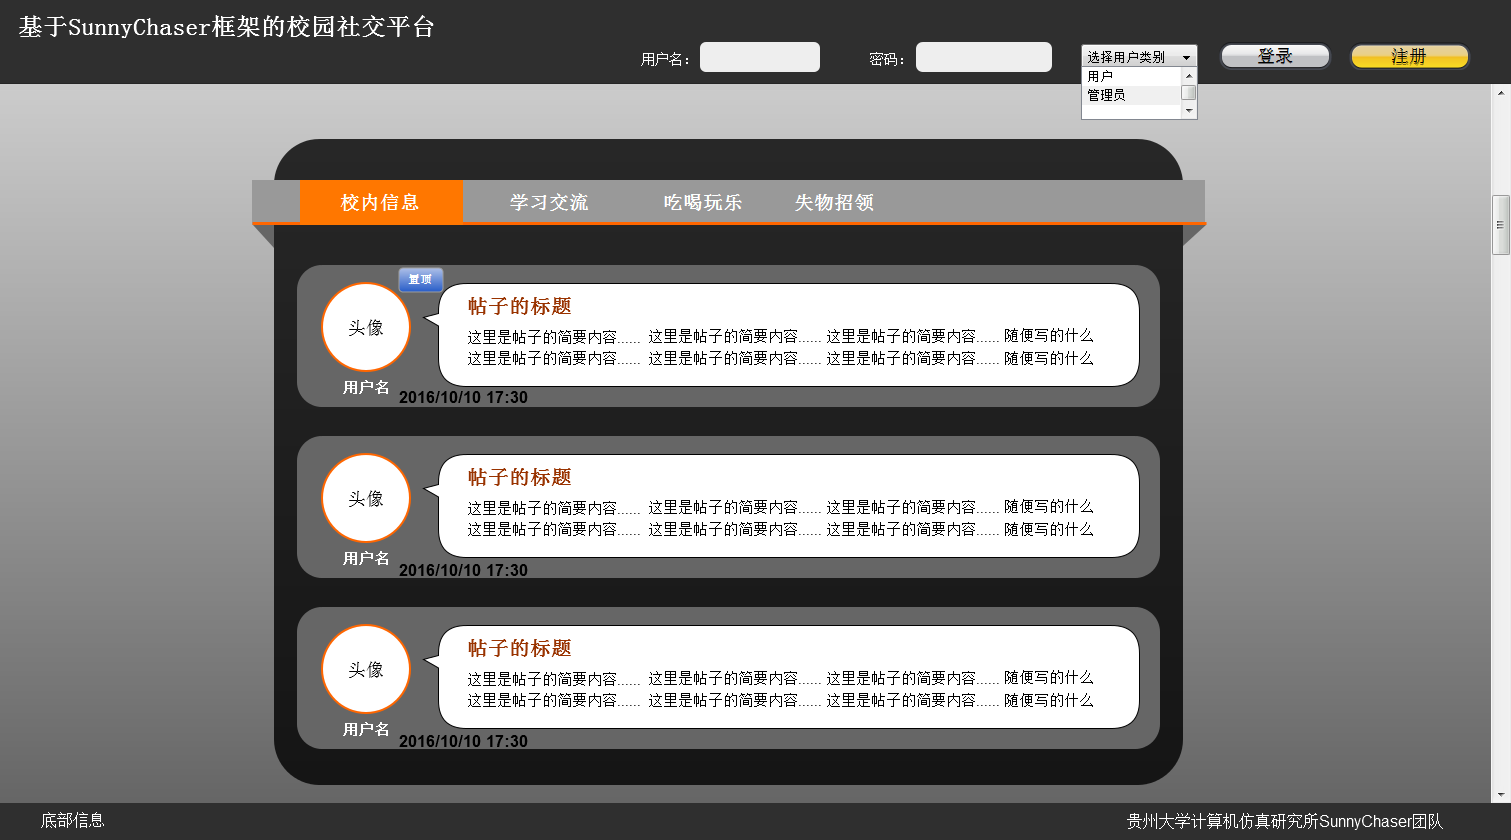 基于SunnyChaser框架的校园社交平台
用户名： 密码： 选择用户类别 登录 注册
用户
管理员
校内信息 学习交流 吃喝玩乐 失物招领
置顶
头像
帖子的标题
这里是帖子的简要内容...... 这里是帖子的简要内容...... 这里是帖子的简要内容...... 随便写的什么
这里是帖子的简要内容...... 这里是帖子的简要内容...... 这里是帖子的简要内容...... 随便写的什么
用户名 2016/10/10 17:30
头像
帖子的标题
这里是帖子的简要内容...... 这里是帖子的简要内容...... 这里是帖子的简要内容...... 随便写的什么
这里是帖子的简要内容...... 这里是帖子的简要内容...... 这里是帖子的简要内容...... 随便写的什么
用户名 2016/10/10 17:30
头像
帖子的标题
这里是帖子的简要内容...... 这里是帖子的简要内容...... 这里是帖子的简要内容...... 随便写的什么
这里是帖子的简要内容...... 这里是帖子的简要内容...... 这里是帖子的简要内容...... 随便写的什么
用户名 2016/10/10 17:30
底部信息 贵州大学计算机仿真研究所SunnyChaser团队